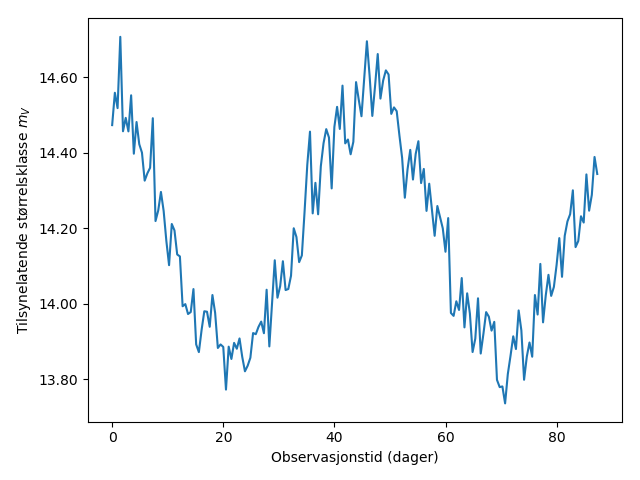 14.60
14.40
14.20
14.00
13.80
Tilsynelatende størrelsesklasse $m_V$
0 20 40 60 80
Observasjonstid (dager)